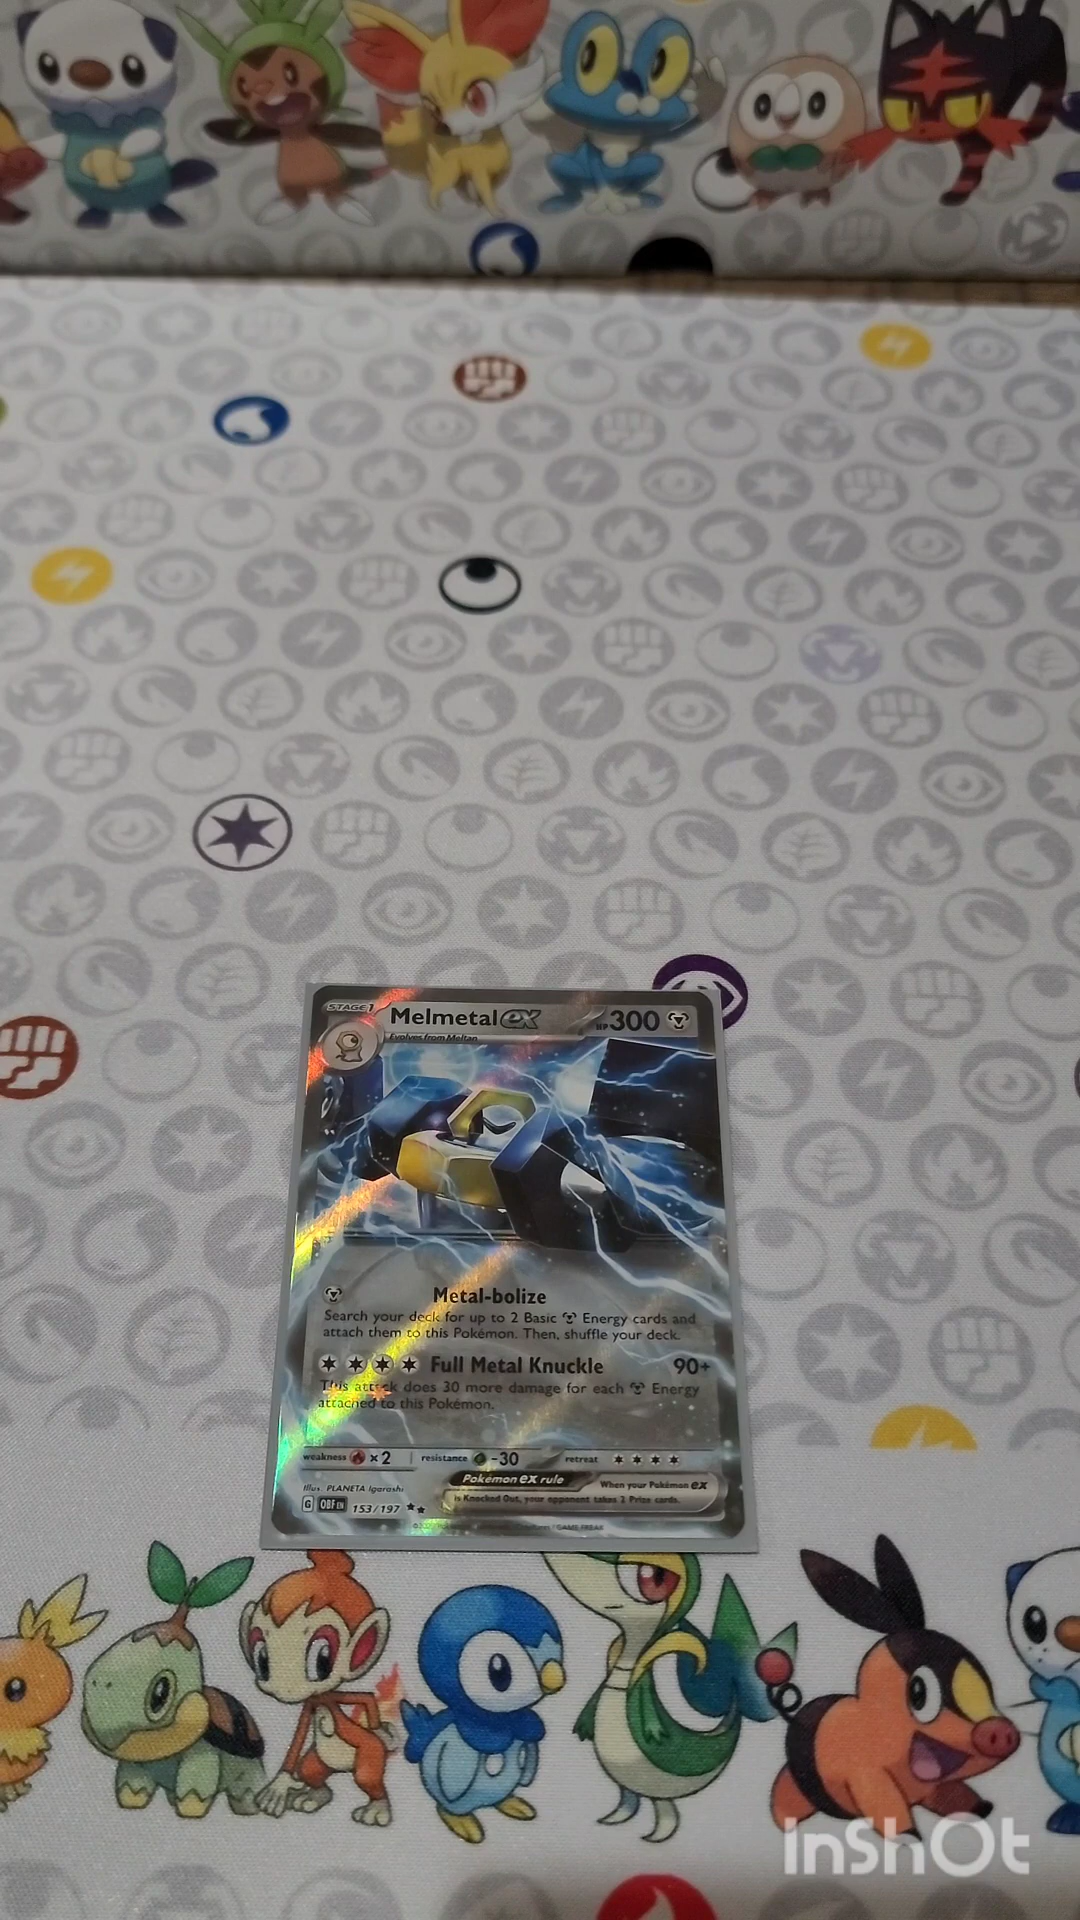 STAGE 1
Melmetal ex HP 300
Evolves from Meltan
Metal-bolize
Search your deck for up to 2 Basic Energy cards and
attach them to this Pokémon. Then, shuffle your deck.
Full Metal Knuckle 90+
This attack does 30 more damage for each Energy
attached to this Pokémon.
weakness ×2 resistance -30 retreat
Pokémon ex rule When your Pokémon ex
is Knocked Out, your opponent takes 2 Prize cards.
Illus. PLANETA Igarashi
G OBF EN 153/197
GAME FREAK
InShOt